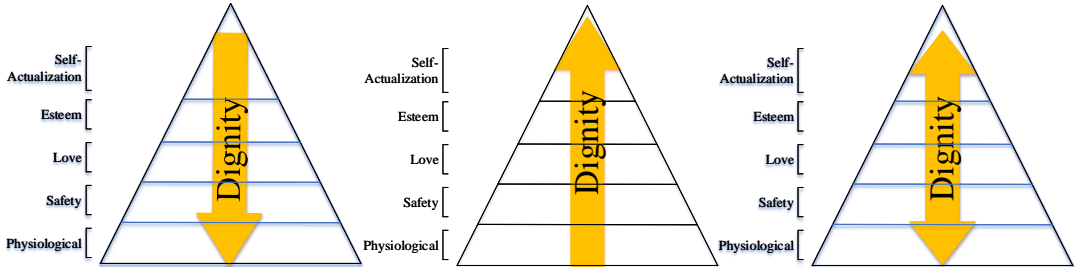 Self-
Actualization
Esteem
Love
Safety
Physiological
Dignity
Self-
Actualization
Esteem
Love
Safety
Physiological
Dignity
Self-
Actualization
Esteem
Love
Safety
Physiological
Dignity